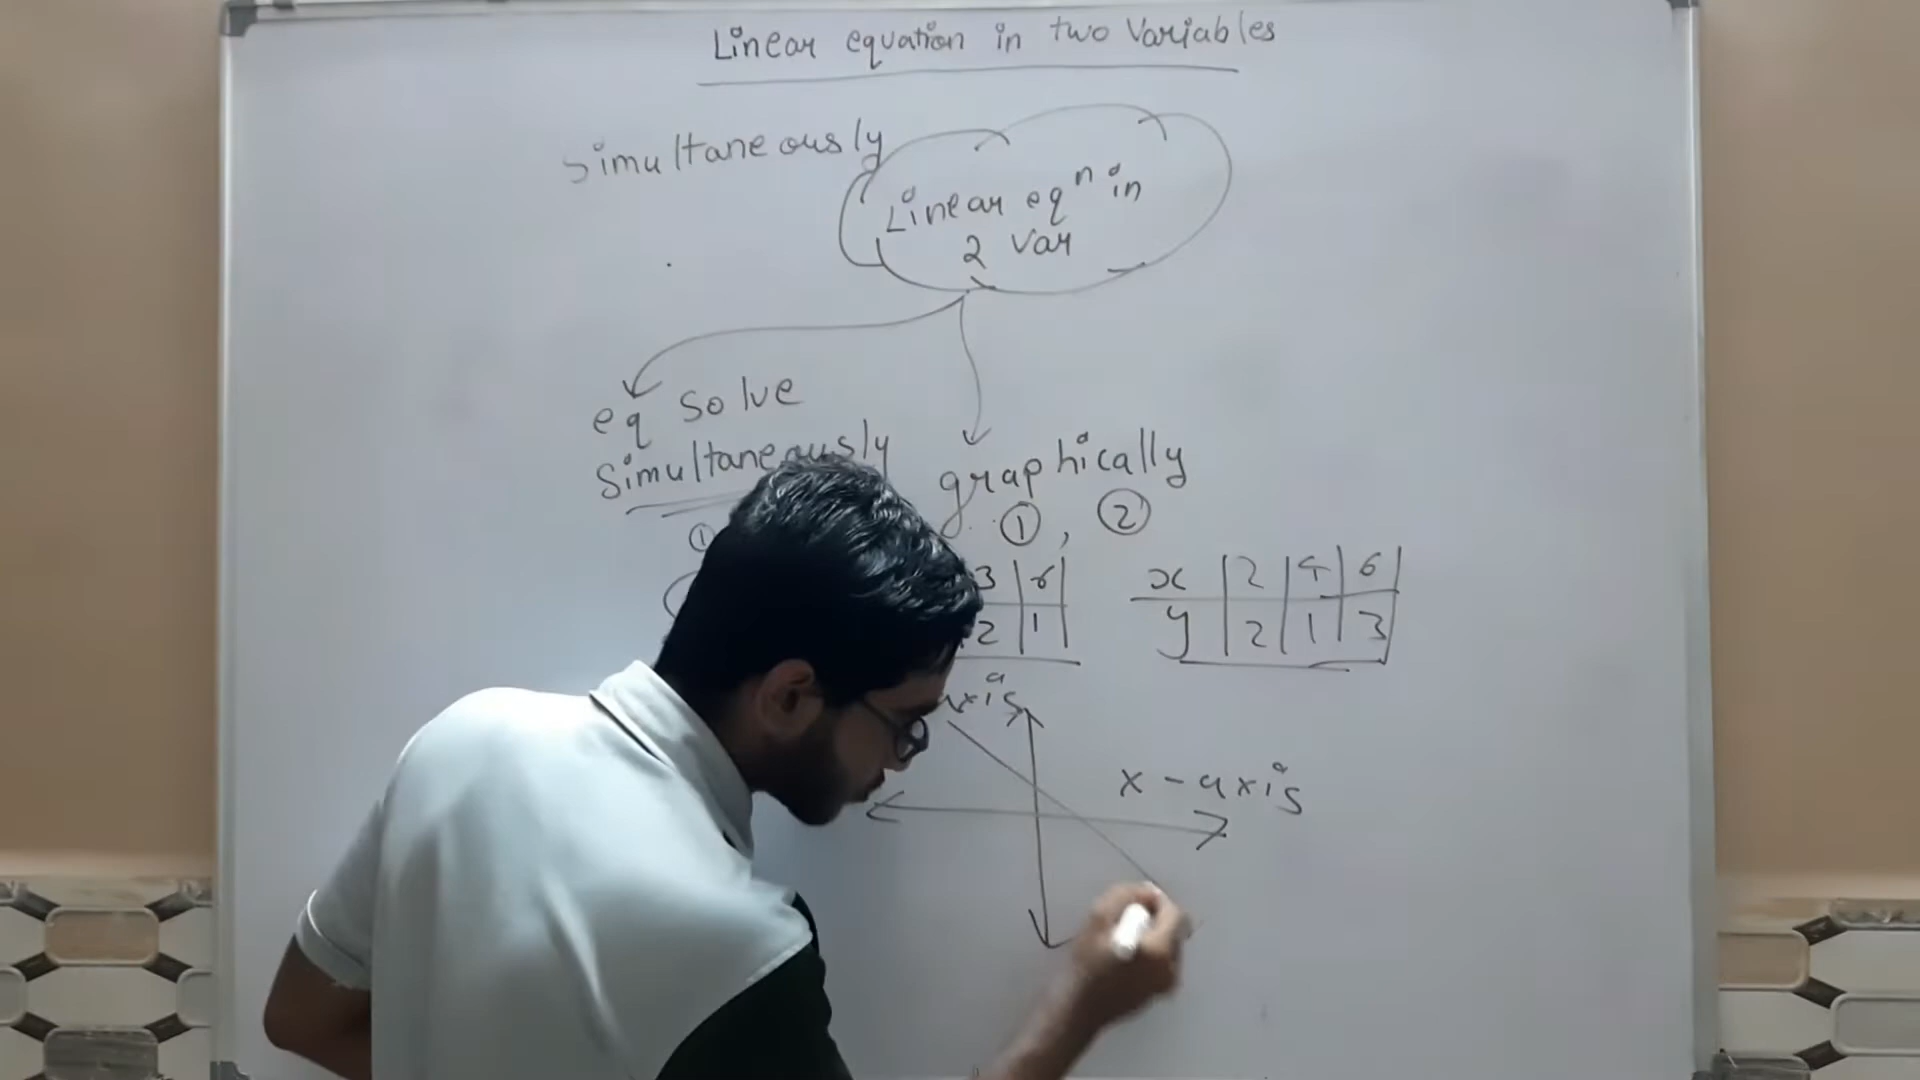 Linear equation in two Variables
Simultaneously
Linear eqⁿ in
2 var
eq solve
Simultaneously
graphically
①
① , ②
3 | 6 |
2 | 1 |
x | 2 | 4 | 6 |
y | 2 | 1 | 3
axis
x - axis